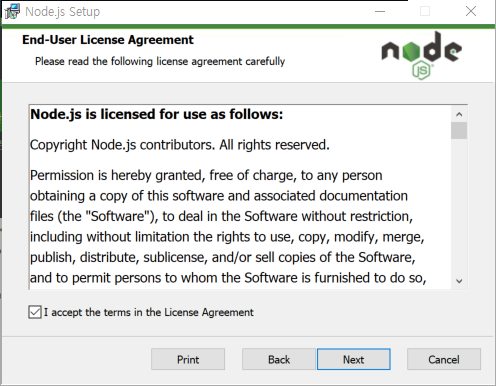 Node.js Setup
End-User License Agreement
Please read the following license agreement carefully
node
JS
Node.js is licensed for use as follows:
Copyright Node.js contributors. All rights reserved.
Permission is hereby granted, free of charge, to any person
obtaining a copy of this software and associated documentation
files (the "Software"), to deal in the Software without restriction,
including without limitation the rights to use, copy, modify, merge,
publish, distribute, sublicense, and/or sell copies of the Software,
and to permit persons to whom the Software is furnished to do so,
I accept the terms in the License Agreement
Print
Back
Next
Cancel